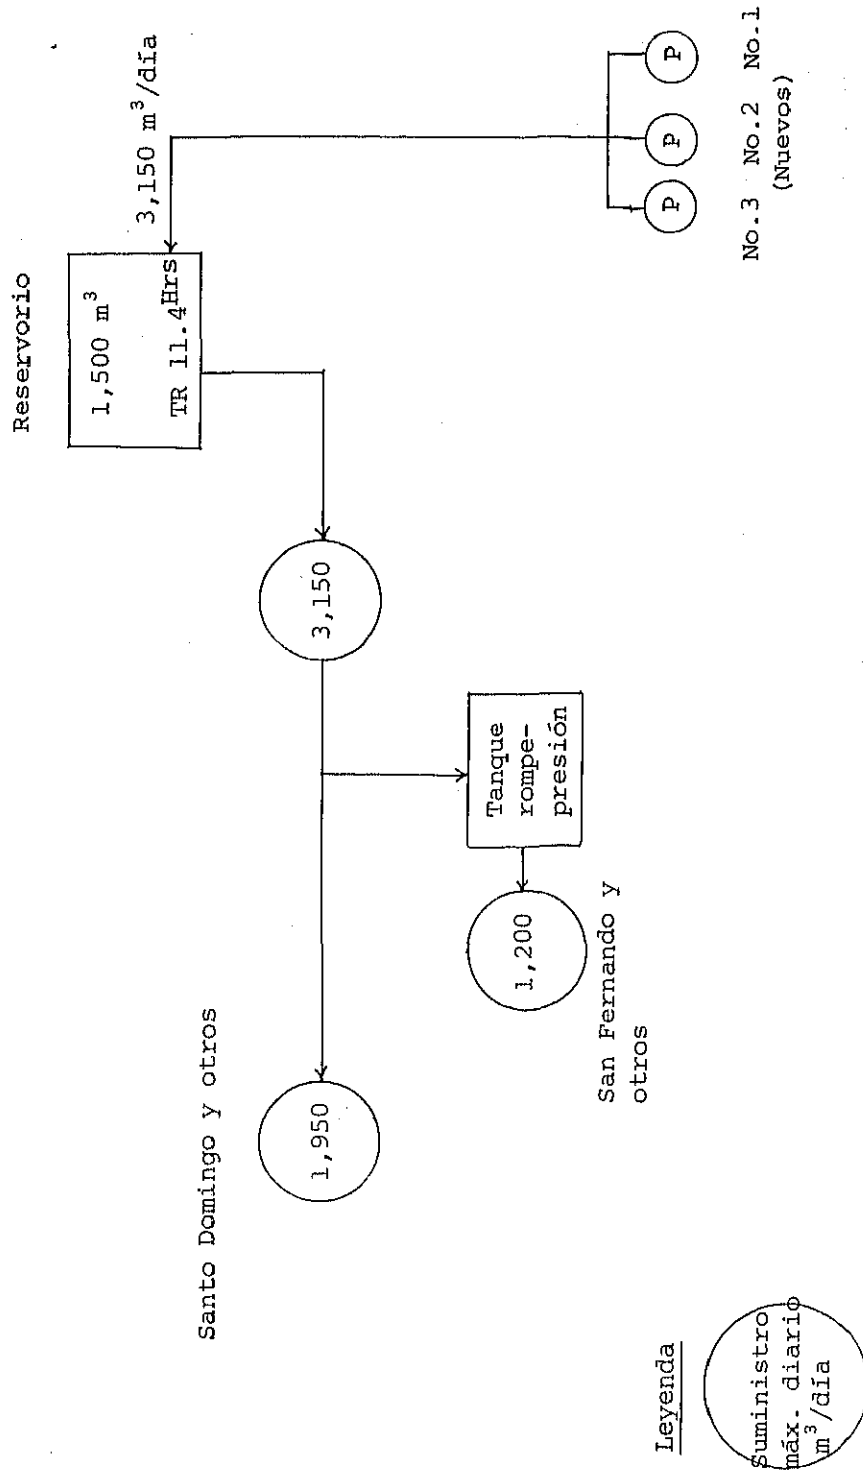 Reservorio
1,500 m³
TR 11.4Hrs
3,150 m³/día
3,150
Santo Domingo y otros
1,950
Tanque
rompe-
presión
1,200
San Fernando y
otros
P
P
P
No.3 No.2 No.1
(Nuevos)
Leyenda
Suministro
máx. diario
m³/día